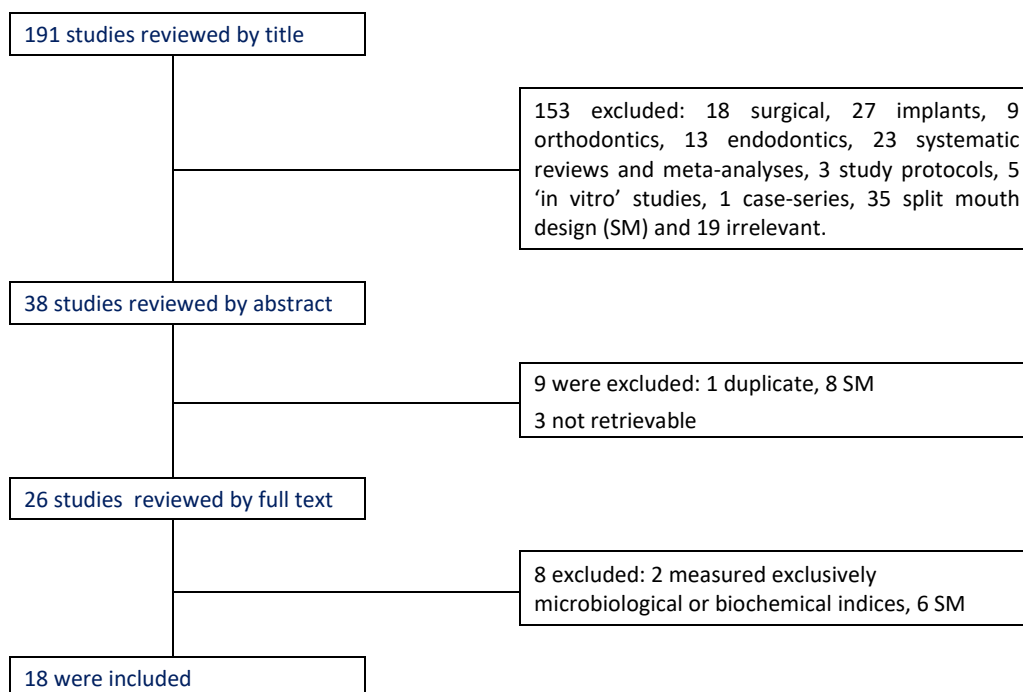 191 studies reviewed by title
153 excluded: 18 surgical, 27 implants, 9
orthodontics, 13 endodontics, 23 systematic
reviews and meta-analyses, 3 study protocols, 5
‘in vitro’ studies, 1 case-series, 35 split mouth
design (SM) and 19 irrelevant.
38 studies reviewed by abstract
9 were excluded: 1 duplicate, 8 SM
3 not retrievable
26 studies  reviewed by full text
8 excluded: 2 measured exclusively
microbiological or biochemical indices, 6 SM
18 were included